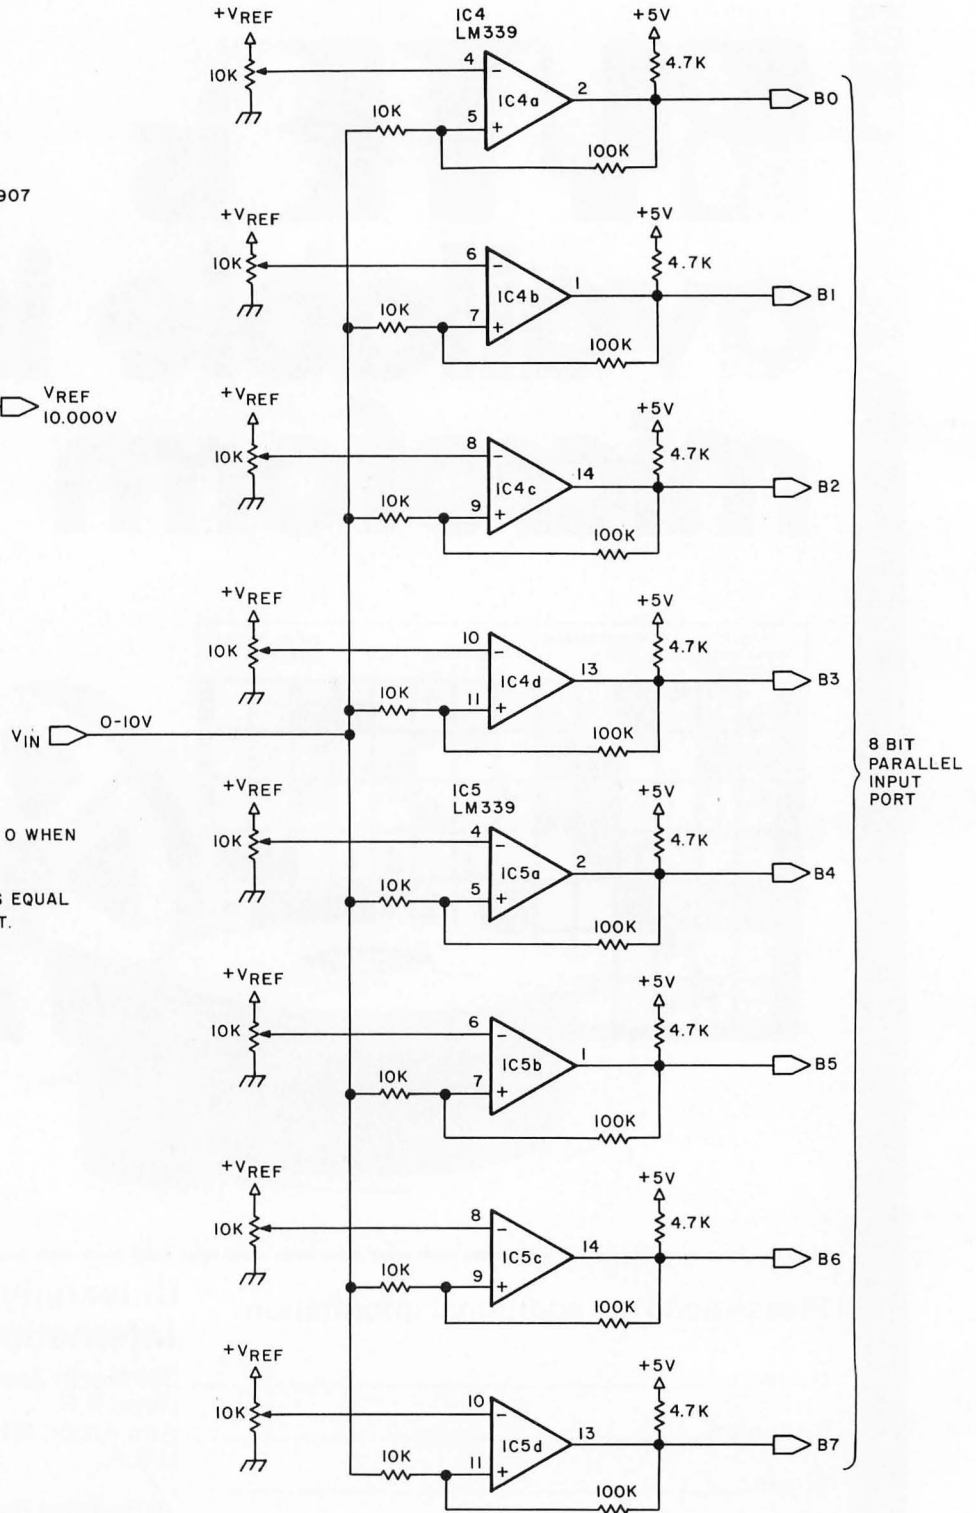 +VREF
IC4
LM339
+5V
10K
4
-
IC4a
2
4.7K
B0
10K
5
+
100K
907
+VREF
+5V
10K
6
-
IC4b
1
4.7K
B1
10K
7
+
100K
VREF
10.000V
+VREF
+5V
10K
8
-
IC4c
14
4.7K
B2
10K
9
+
100K
+VREF
+5V
10K
10
-
IC4d
13
4.7K
B3
10K
11
+
100K
VIN
0-10V
8 BIT
PARALLEL
INPUT
PORT
+VREF
IC5
LM339
+5V
0 WHEN
10K
4
-
IC5a
2
4.7K
B4
S EQUAL
T.
10K
5
+
100K
+VREF
+5V
10K
6
-
IC5b
1
4.7K
B5
10K
7
+
100K
+VREF
+5V
10K
8
-
IC5c
14
4.7K
B6
10K
9
+
100K
+VREF
+5V
10K
10
-
IC5d
13
4.7K
B7
10K
11
+
100K